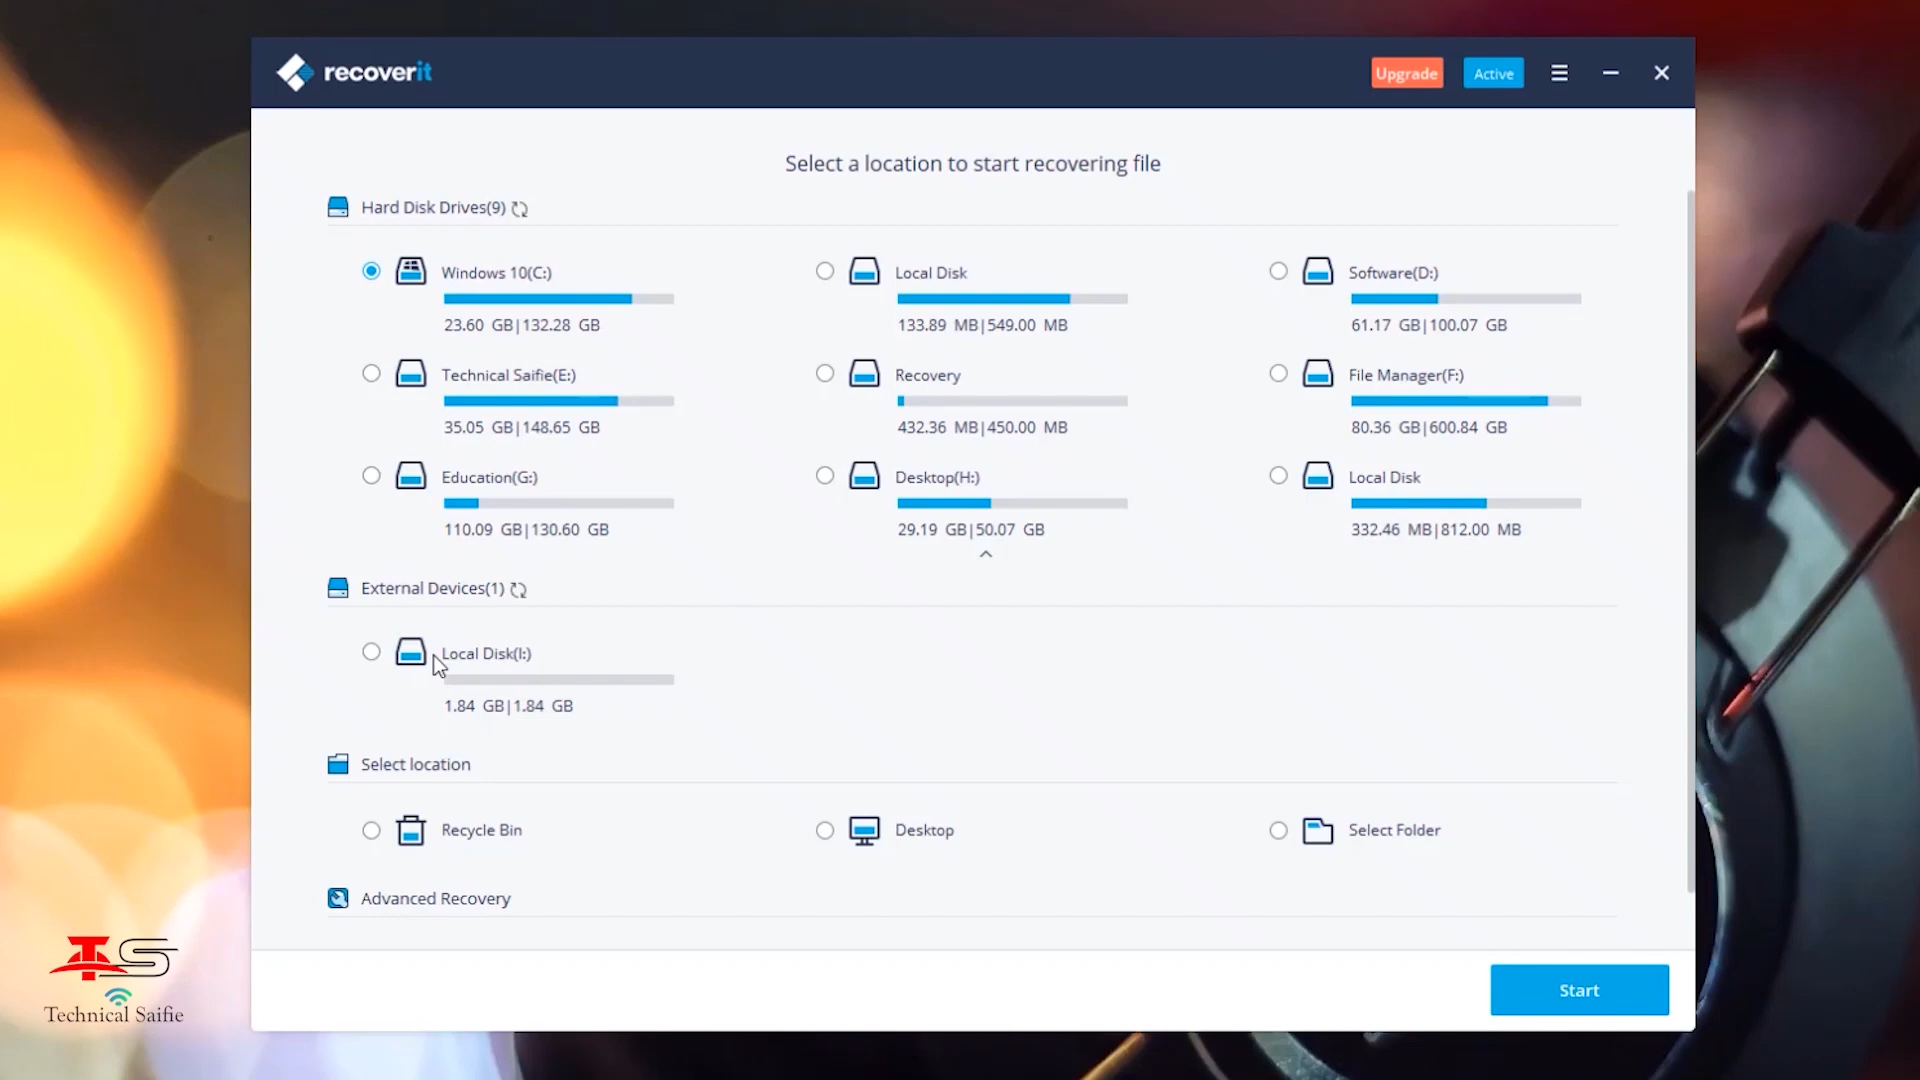 recoverit
Upgrade
Active
Select a location to start recovering file
Hard Disk Drives(9)
Windows 10(C:)
23.60 GB|132.28 GB
Local Disk
133.89 MB|549.00 MB
Software(D:)
61.17 GB|100.07 GB
Technical Saifie(E:)
35.05 GB|148.65 GB
Recovery
432.36 MB|450.00 MB
File Manager(F:)
80.36 GB|600.84 GB
Education(G:)
110.09 GB|130.60 GB
Desktop(H:)
29.19 GB|50.07 GB
Local Disk
332.46 MB|812.00 MB
External Devices(1)
Local Disk(I:)
1.84 GB|1.84 GB
Select location
Recycle Bin
Desktop
Select Folder
Advanced Recovery
Start
TS
Technical Saifie